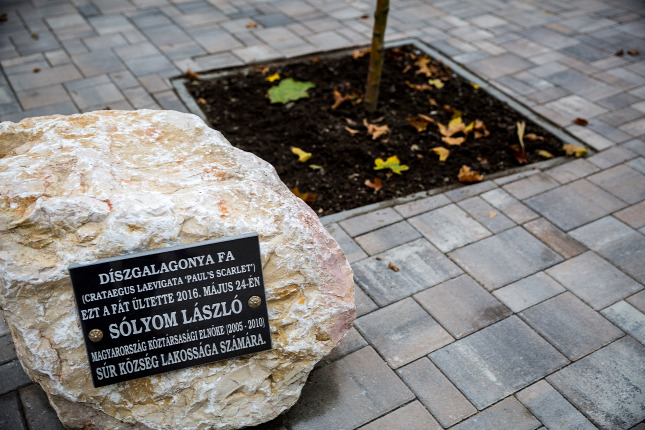 DÍSZGALAGONYA FA
(CRATAEGUS LAEVIGATA 'PAUL'S SCARLET')
EZT A FÁT ÜLTETTE 2016. MÁJUS 24-ÉN
SÓLYOM LÁSZLÓ
MAGYARORSZÁG KÖZTÁRSASÁGI ELNÖKE (2005 - 2010)
SÚR KÖZSÉG LAKOSSÁGA SZÁMÁRA.